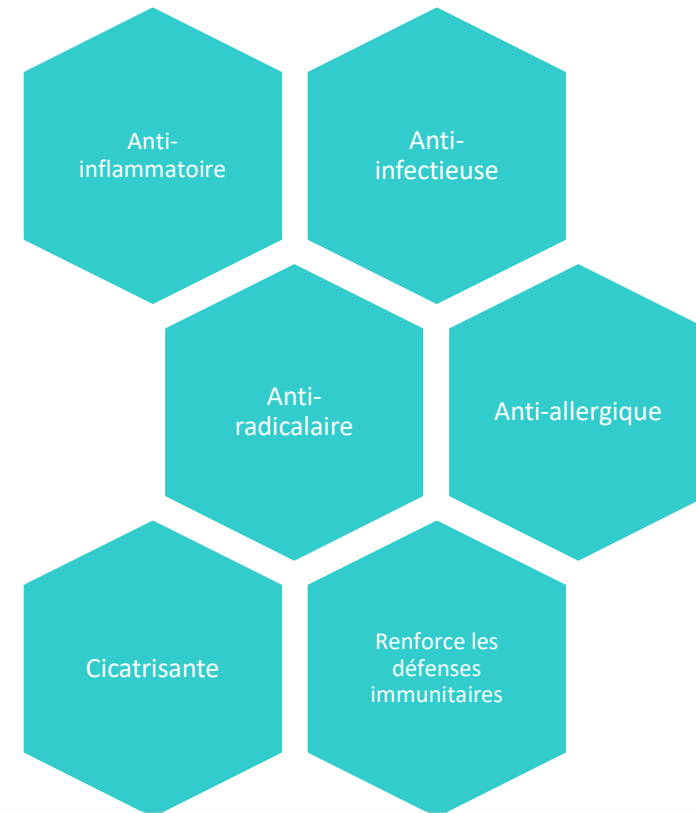 Anti-
inflammatoire
Anti-
infectieuse
Anti-
radicalaire
Anti-allergique
Cicatrisante
Renforce les
défenses
immunitaires